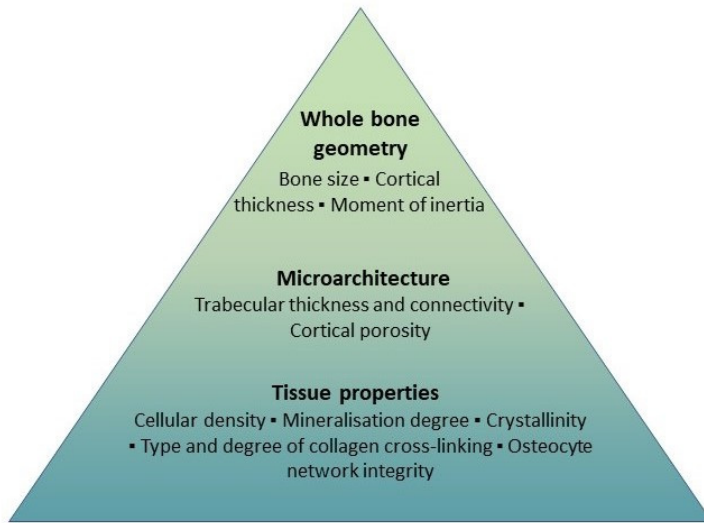 Whole bone
geometry
Bone size ▪ Cortical
thickness ▪ Moment of inertia
Microarchitecture
Trabecular thickness and connectivity ▪
Cortical porosity
Tissue properties
Cellular density ▪ Mineralisation degree ▪ Crystallinity
▪ Type and degree of collagen cross-linking ▪ Osteocyte
network integrity